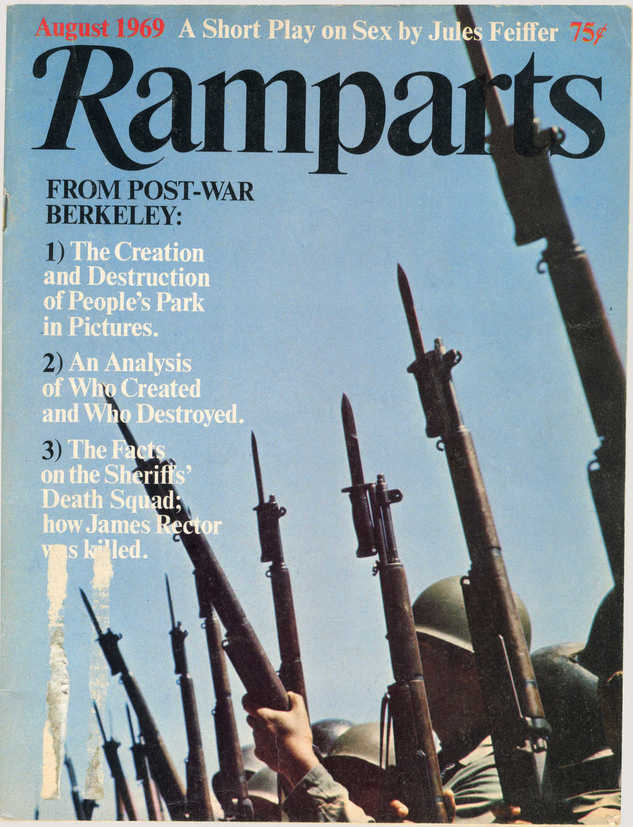 August 1969 A Short Play on Sex by Jules Feiffer 75¢
Ramparts
FROM POST-WAR
BERKELEY:
1) The Creation
and Destruction
of People's Park
in Pictures.
2) An Analysis
of Who Created
and Who Destroyed.
3) The Facts
on the Sheriffs'
Death Squad;
how James Rector
was killed.